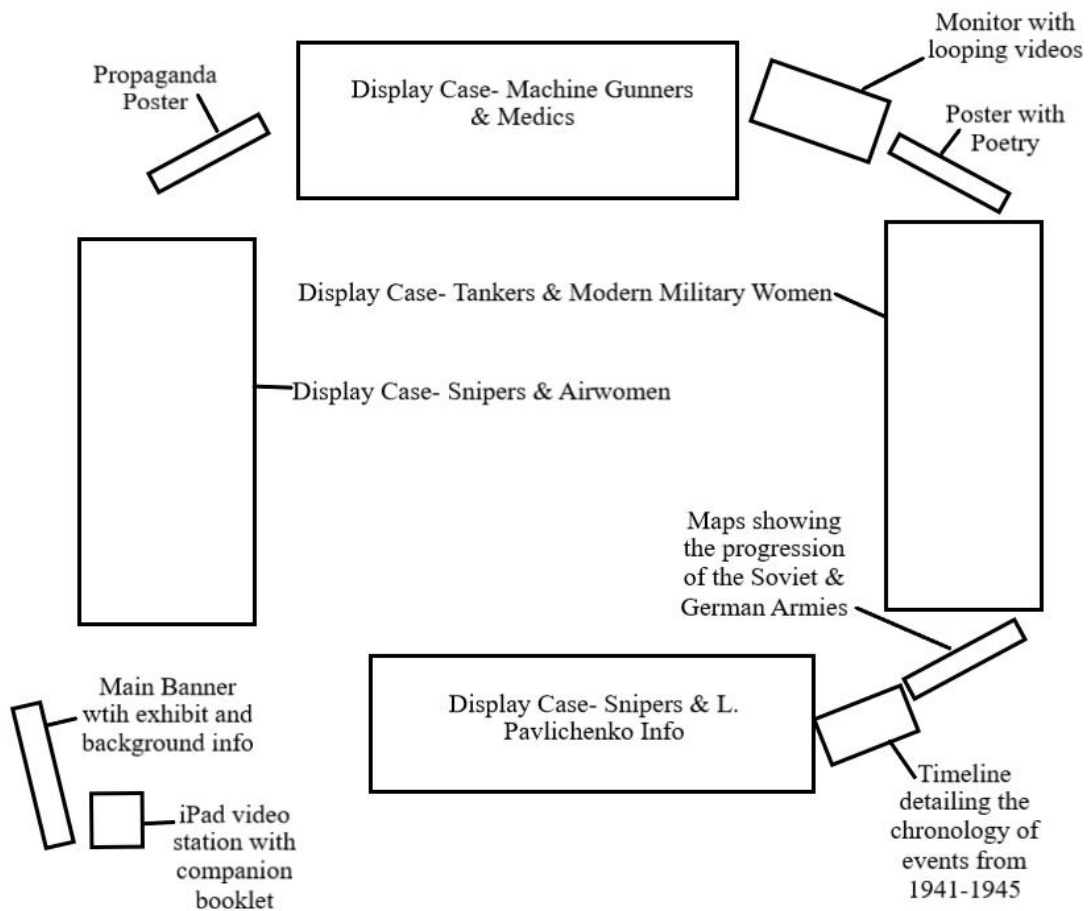 Monitor with
looping videos
Propaganda
Poster
Display Case- Machine Gunners
& Medics
Poster with
Poetry
Display Case- Tankers & Modern Military Women
Display Case- Snipers & Airwomen
Maps showing
the progression
of the Soviet &
German Armies
Main Banner
wtih exhibit and
background info
Display Case- Snipers & L.
Pavlichenko Info
iPad video
station with
companion
booklet
Timeline
detailing the
chronology of
events from
1941-1945